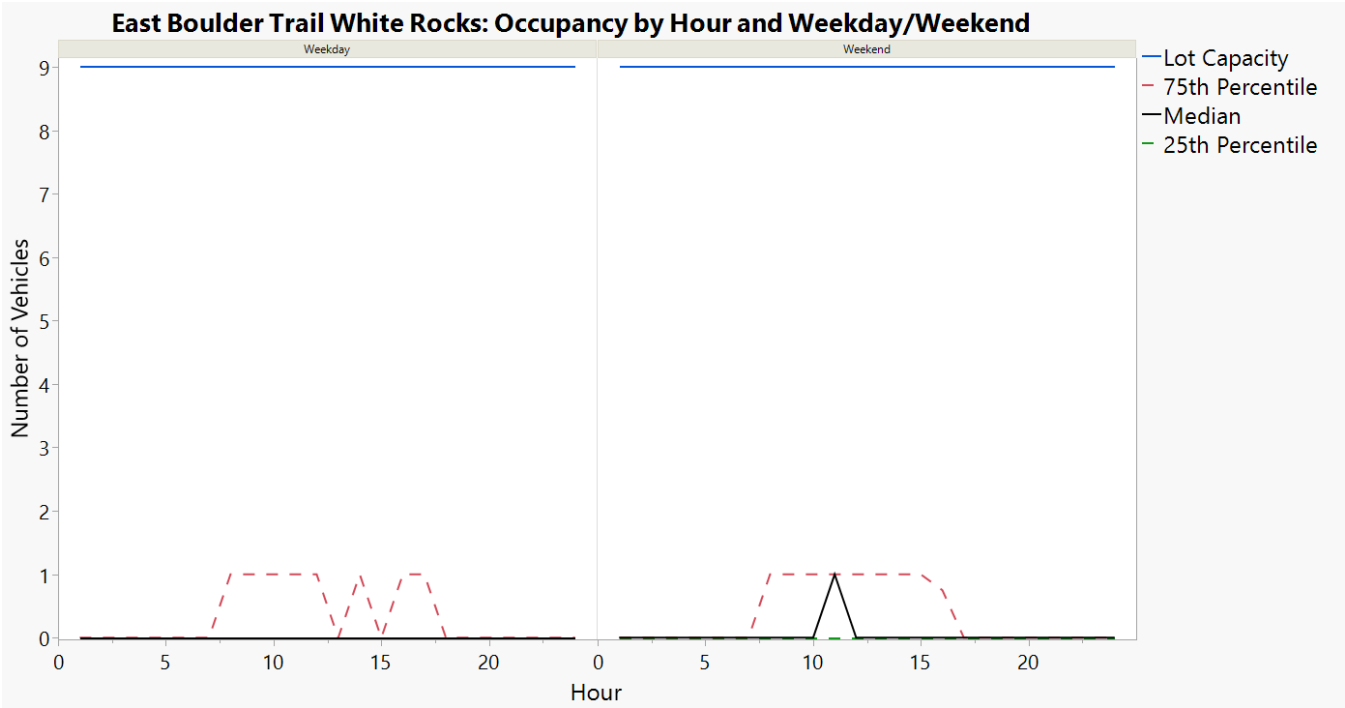 East Boulder Trail White Rocks: Occupancy by Hour and Weekday/Weekend
Weekday
Weekend
Lot Capacity
75th Percentile
Median
25th Percentile
Number of Vehicles
9
8
7
6
5
4
3
2
1
0
0 5 10 15 20 0 5 10 15 20
Hour